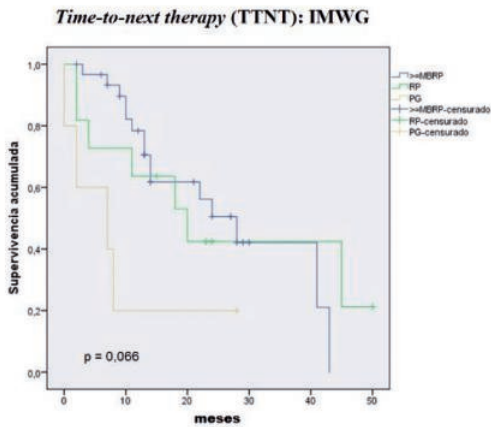 Time-to-next therapy (TTNT): IMWG
>=MBRP
RP
PG
>=MBRP-censurado
RP-censurado
PG-censurado
Supervivencia acumulada
1,0
0,8
0,6
0,4
0,2
0,0
p = 0,066
0
10
20
30
40
50
meses